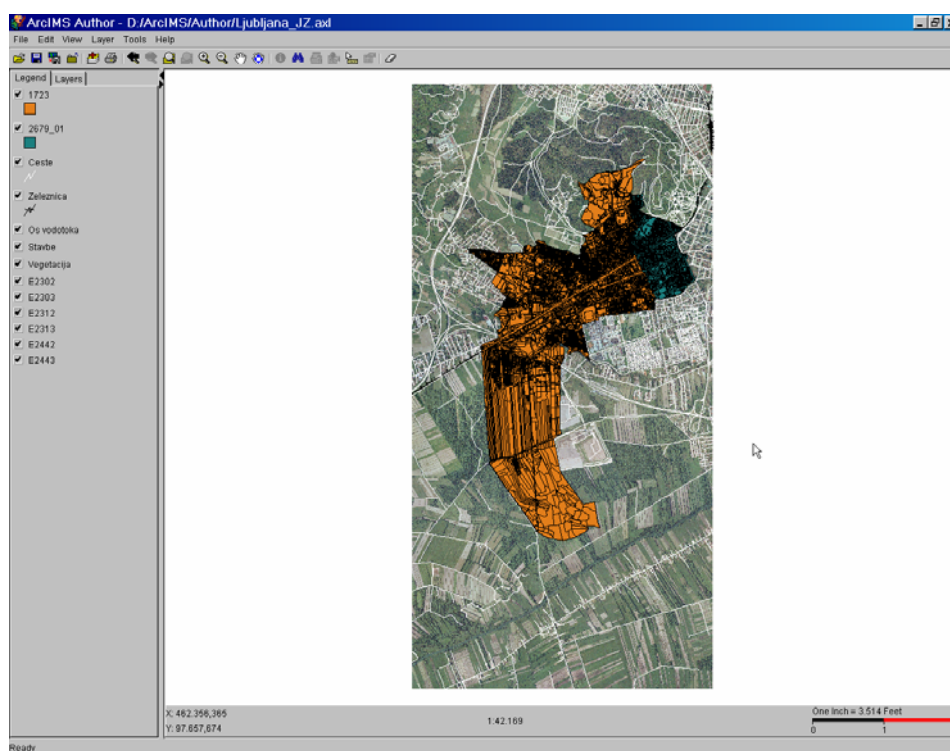 ArcIMS Author - D:/ArcIMS/Author/Ljubljana_JZ.axl
File Edit View Layer Tools Help
Legend Layers
1723
2679_01
Ceste
Zeleznica
Os vodotoka
Stavbe
Vegetacija
E2302
E2303
E2312
E2313
E2442
E2443
X: 462.356,365
Y: 97.657,674
1:42.169
One Inch = 3.514 Feet
0 1
Ready